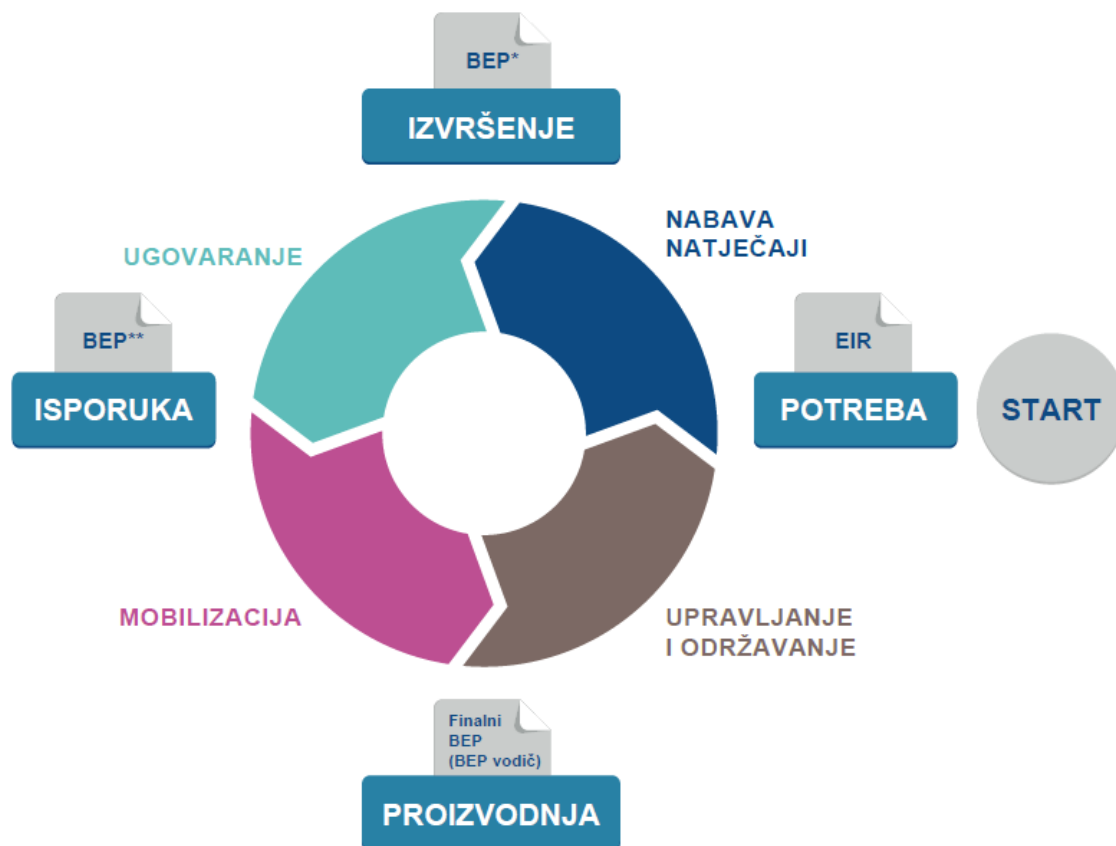 BEP*
IZVRŠENJE
NABAVA
NATJEČAJI
UGOVARANJE
BEP**
ISPORUKA
EIR
POTREBA
START
MOBILIZACIJA
UPRAVLJANJE
I ODRŽAVANJE
Finalni
BEP
(BEP vodič)
PROIZVODNJA